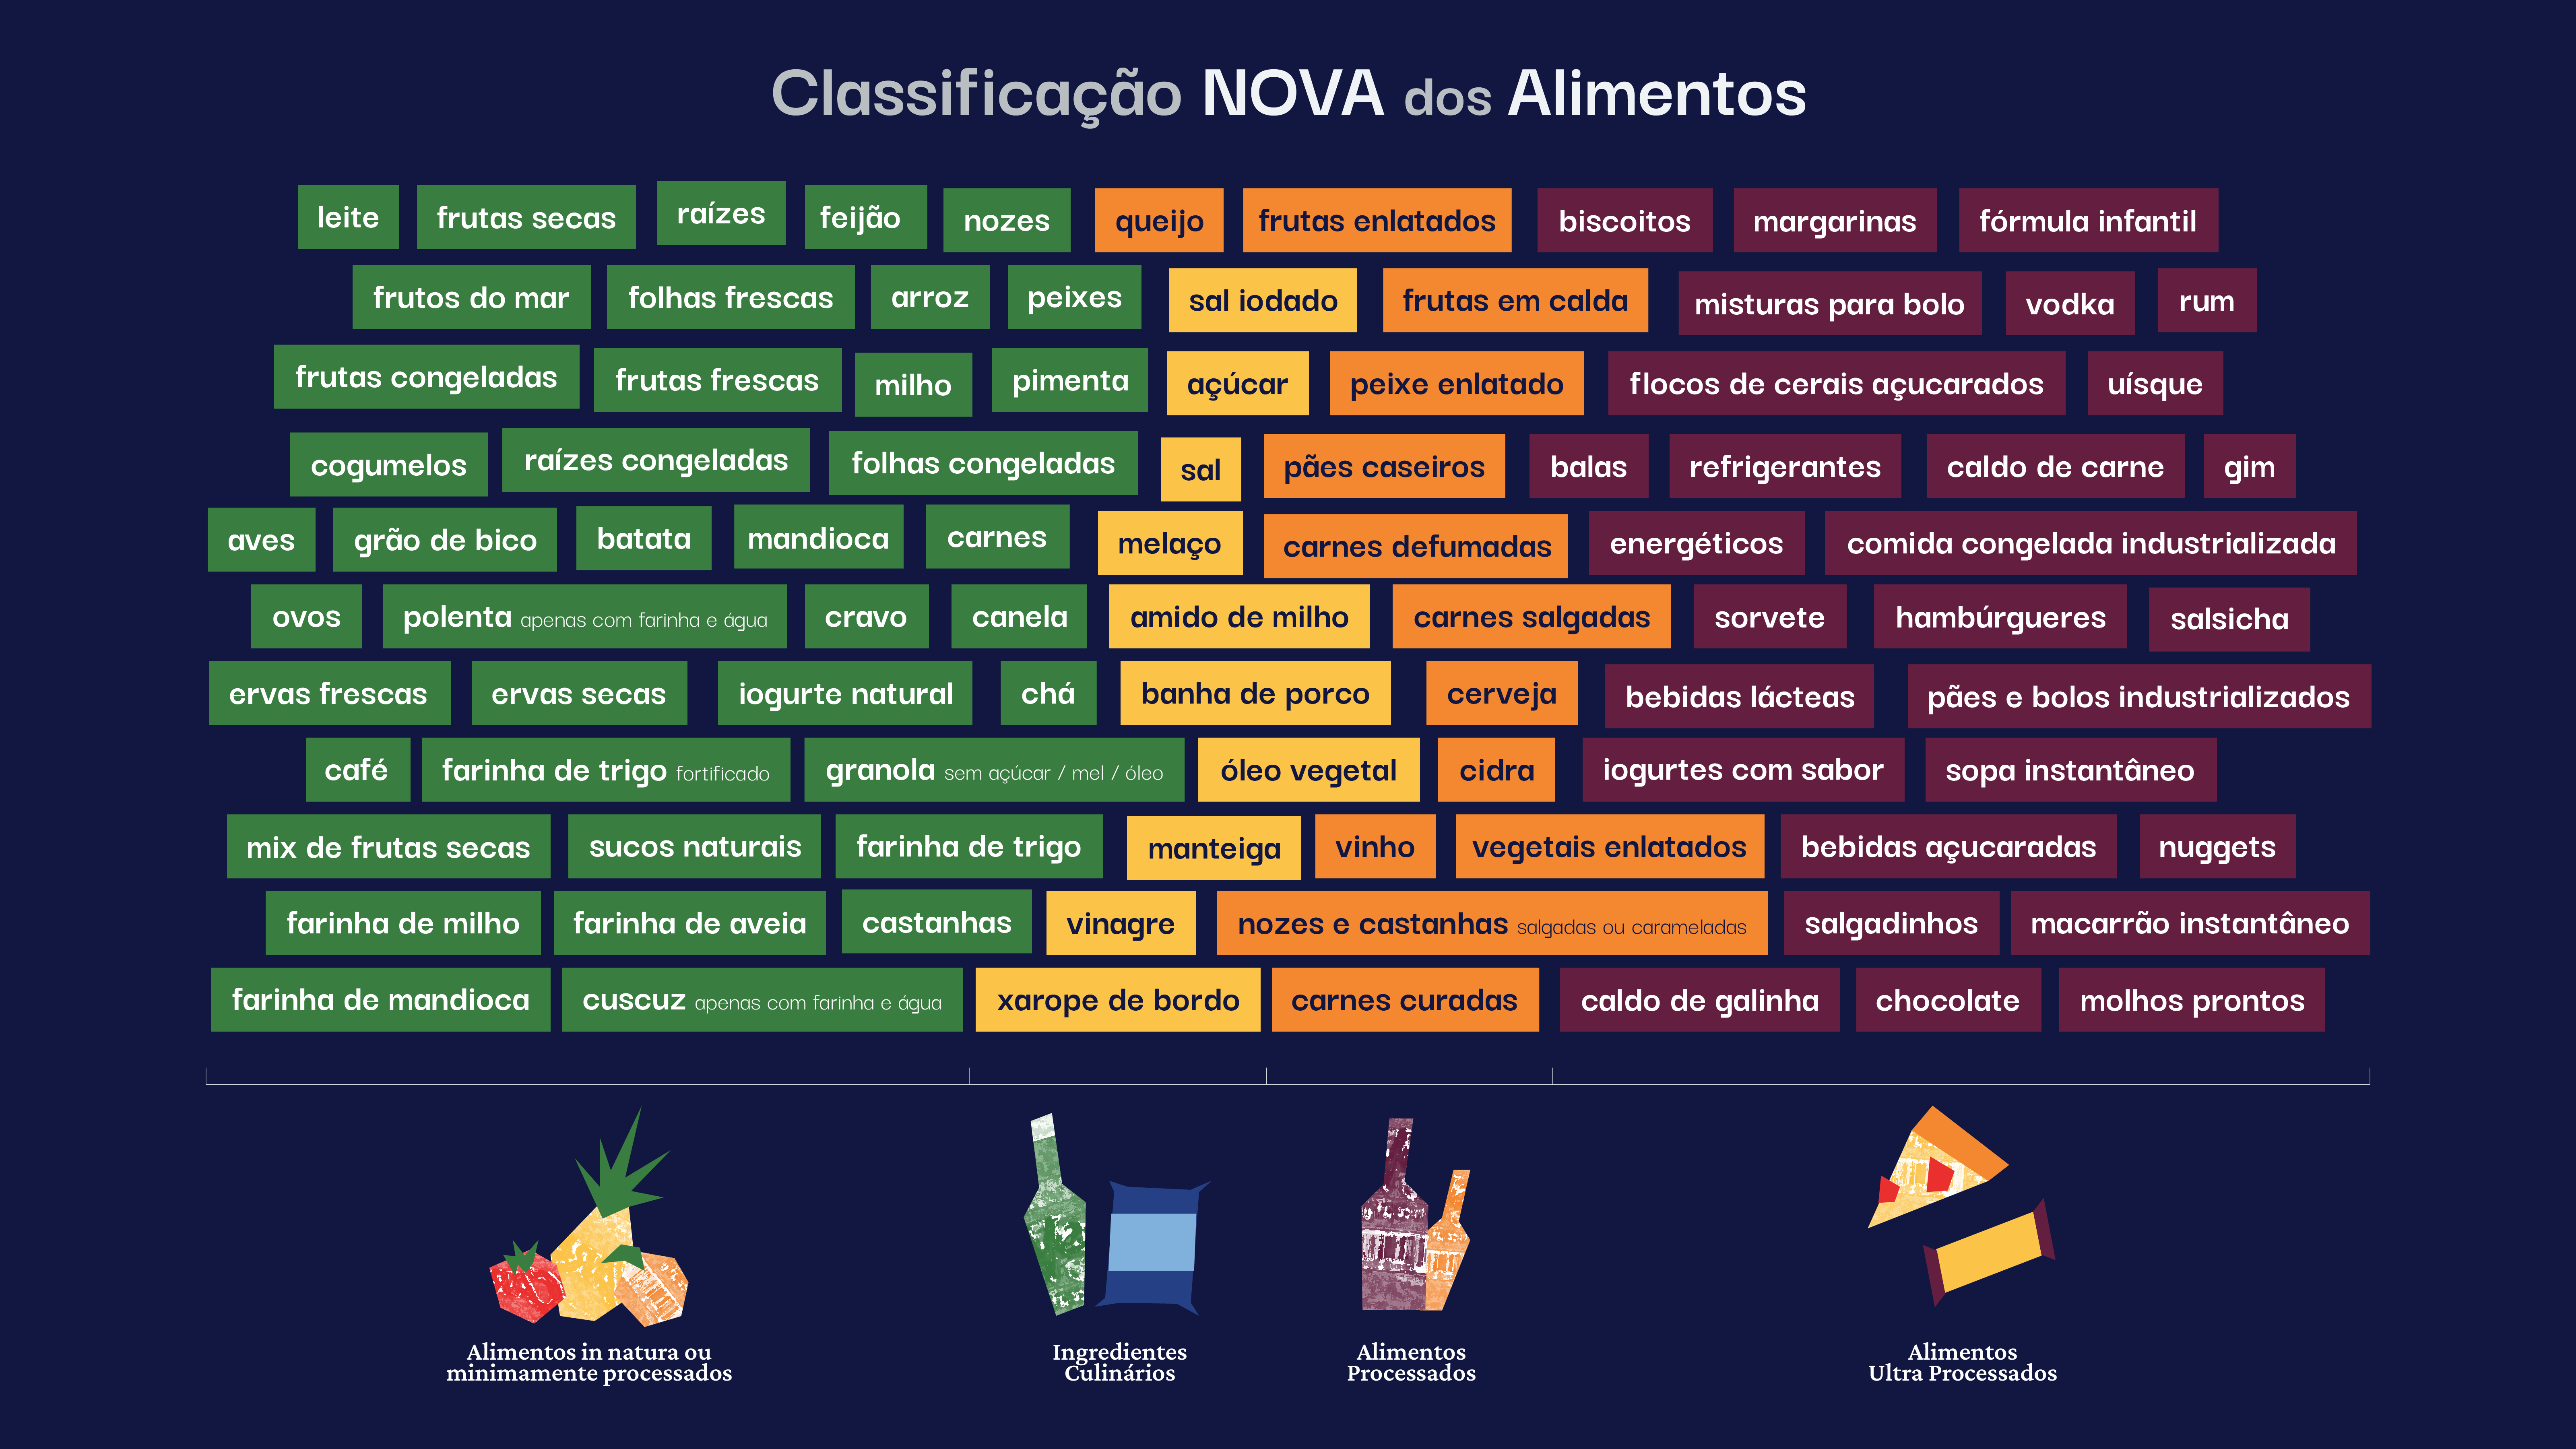 Classificação NOVA dos Alimentos
leite frutas secas raízes feijão nozes queijo frutas enlatados biscoitos margarinas fórmula infantil
frutos do mar folhas frescas arroz peixes sal iodado frutas em calda misturas para bolo vodka rum
frutas congeladas frutas frescas milho pimenta açúcar peixe enlatado flocos de cerais açucarados uísque
cogumelos raízes congeladas folhas congeladas sal pães caseiros balas refrigerantes caldo de carne gim
aves grão de bico batata mandioca carnes melaço carnes defumadas energéticos comida congelada industrializada
ovos polenta apenas com farinha e água cravo canela amido de milho carnes salgadas sorvete hambúrgueres salsicha
ervas frescas ervas secas iogurte natural chá banha de porco cerveja bebidas lácteas pães e bolos industrializados
café farinha de trigo fortificado granola sem açúcar / mel / óleo óleo vegetal cidra iogurtes com sabor sopa instantâneo
mix de frutas secas sucos naturais farinha de trigo manteiga vinho vegetais enlatados bebidas açucaradas nuggets
farinha de milho farinha de aveia castanhas vinagre nozes e castanhas salgadas ou carameladas salgadinhos macarrão instantâneo
farinha de mandioca cuscuz apenas com farinha e água xarope de bordo carnes curadas caldo de galinha chocolate molhos prontos
Alimentos in natura ou
minimamente processados
Ingredientes
Culinários
Alimentos
Processados
Alimentos
Ultra Processados